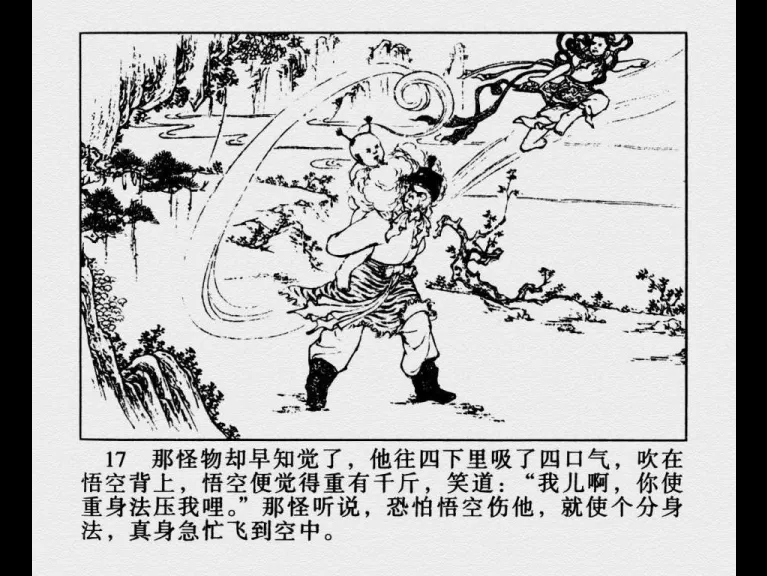 17 那怪物却早知觉了，他往四下里吸了四口气，吹在
悟空背上，悟空便觉得重有千斤，笑道：“我儿啊，你使
重身法压我哩。”那怪听说，恐怕悟空伤他，就使个分身
法，真身急忙飞到空中。